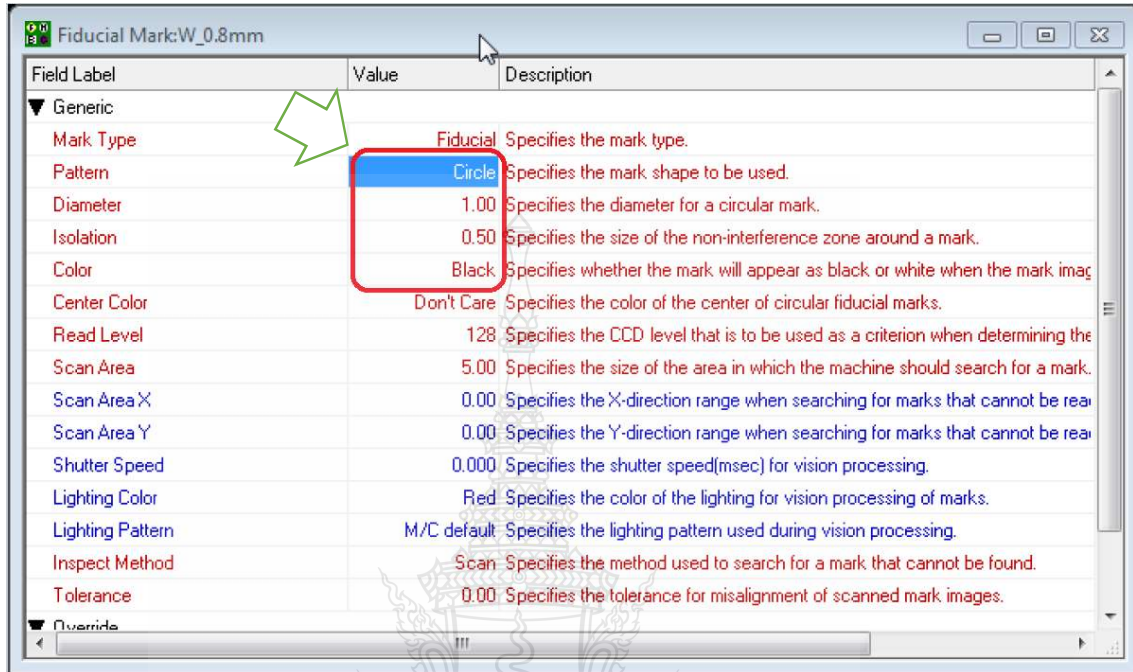 Fiducial Mark:W_0.8mm
Field Label Value Description
Generic
Mark Type Fiducial Specifies the mark type.
Pattern Circle Specifies the mark shape to be used.
Diameter 1.00 Specifies the diameter for a circular mark.
Isolation 0.50 Specifies the size of the non-interference zone around a mark.
Color Black Specifies whether the mark will appear as black or white when the mark imag
Center Color Don't Care Specifies the color of the center of circular fiducial marks.
Read Level 128 Specifies the CCD level that is to be used as a criterion when determining the
Scan Area 5.00 Specifies the size of the area in which the machine should search for a mark.
Scan Area X 0.00 Specifies the X-direction range when searching for marks that cannot be rea
Scan Area Y 0.00 Specifies the Y-direction range when searching for marks that cannot be rea
Shutter Speed 0.000 Specifies the shutter speed(msec) for vision processing.
Lighting Color Red Specifies the color of the lighting for vision processing of marks.
Lighting Pattern M/C default Specifies the lighting pattern used during vision processing.
Inspect Method Scan Specifies the method used to search for a mark that cannot be found.
Tolerance 0.00 Specifies the tolerance for misalignment of scanned mark images.
Override